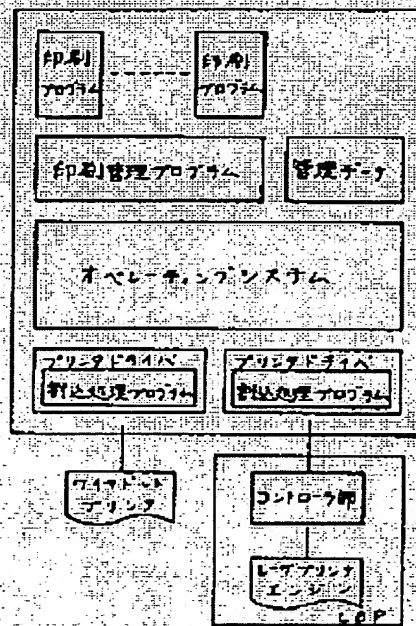 印刷
プログラム
印刷
プログラム
印刷管理プログラム
管理データ
オペレーティングシステム
プリンタドライバ
割込処理プログラム
プリンタドライバ
割込処理プログラム
ワイヤドット
プリンタ
コントローラ部
レーザプリンタ
エンジン
LBP